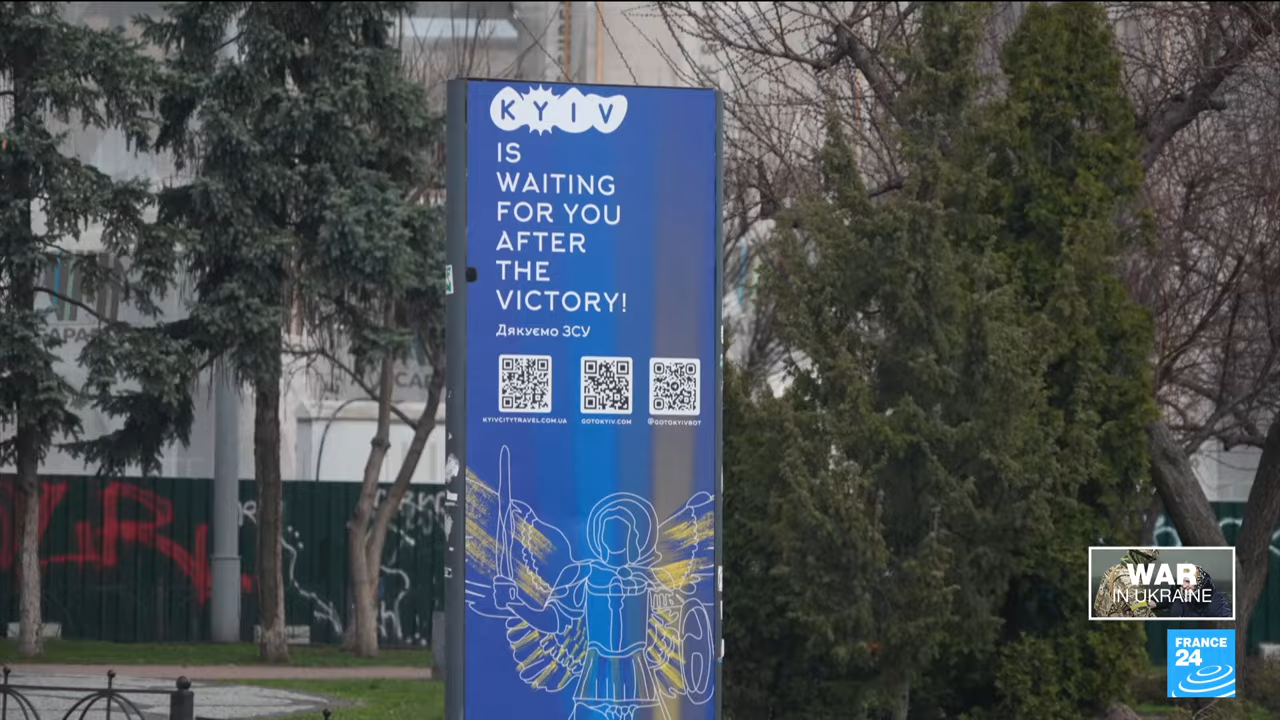 KYIV
IS
WAITING
FOR YOU
AFTER
THE
VICTORY!
Дякуємо ЗСУ
KYIVCITYTRAVEL.COM.UA
GOTOKYIV.COM
@GOTOKYIVBOT
WAR
IN UKRAINE
FRANCE
24